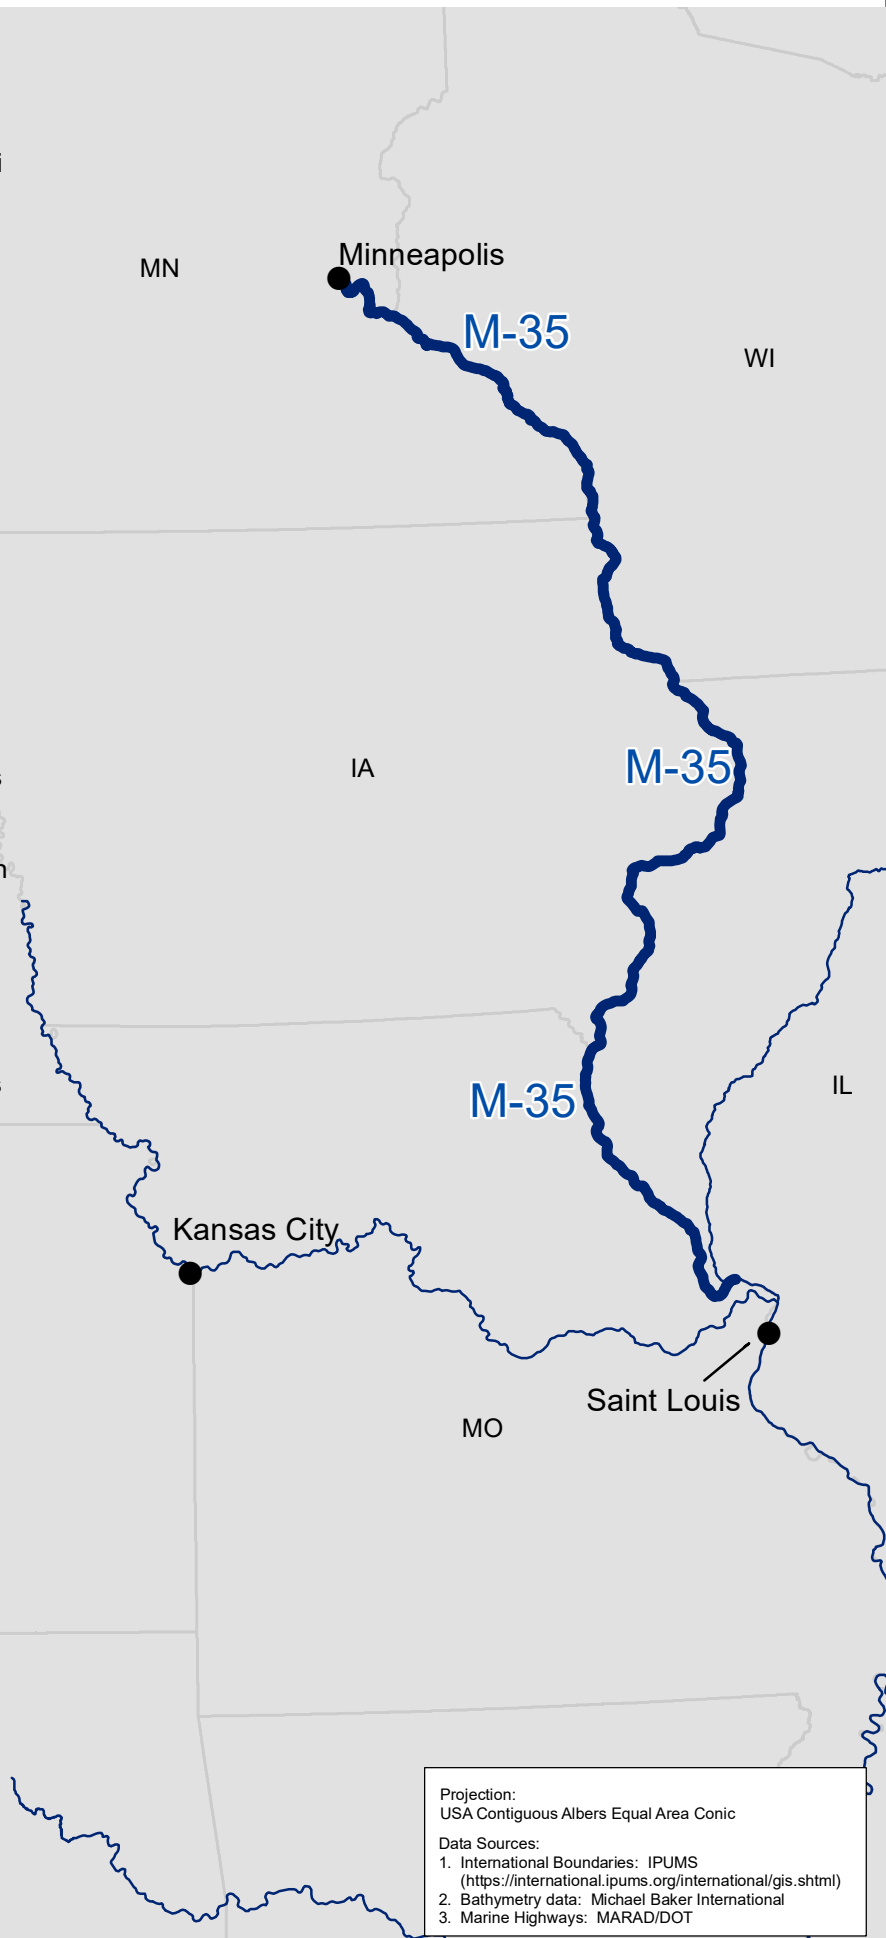 Minneapolis
MN
M-35
WI
IA
M-35
IL
M-35
Kansas City
Saint Louis
MO
Projection:
USA Contiguous Albers Equal Area Conic
Data Sources:
1. International Boundaries: IPUMS
(https://international.ipums.org/international/gis.shtml)
2. Bathymetry data: Michael Baker International
3. Marine Highways: MARAD/DOT